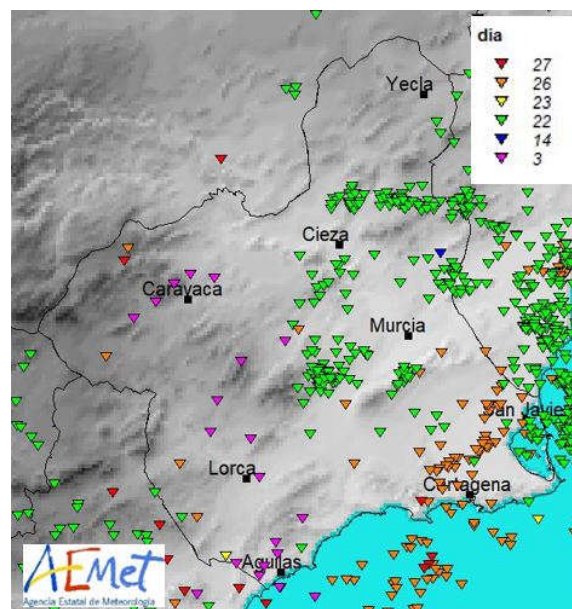 dia
27
26
23
22
14
3
Yecla
Cieza
Caravaca
Murcia
San Javie
Lorca
Cartagena
Aguilas
AEMet
Agencia Estatal de Meteorología